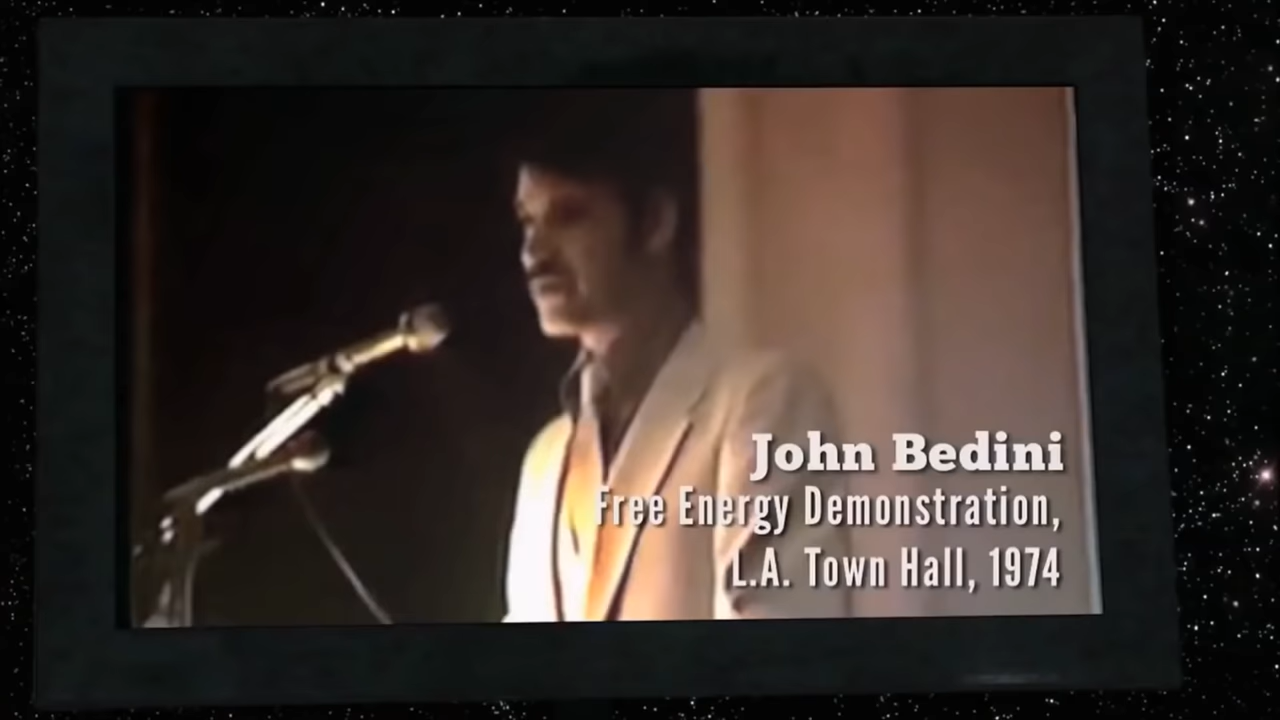 John Bedini
Free Energy Demonstration,
L.A. Town Hall, 1974